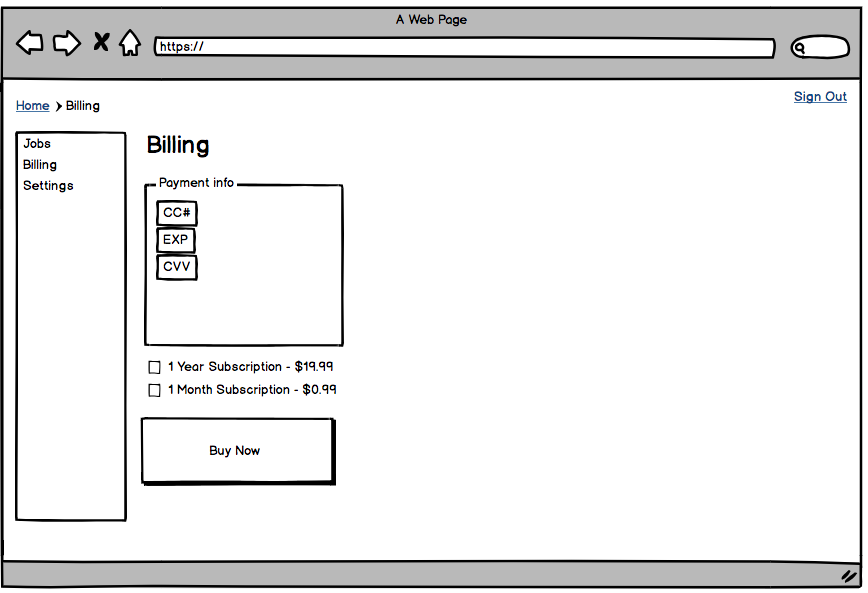 A Web Page
https://
Sign Out
Home Billing
Jobs
Billing
Settings
Billing
Payment info
CC#
EXP
CVV
1 Year Subscription - $19.99
1 Month Subscription - $0.99
Buy Now